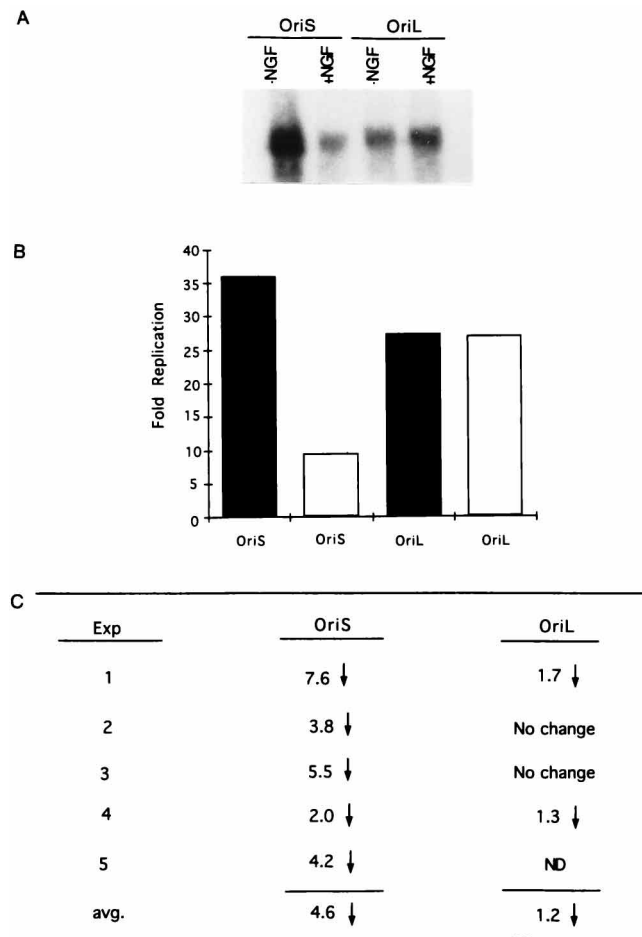 A
OriS OriL
-NGF +NGF -NGF +NGF
B
Fold Replication
40
35
30
25
20
15
10
5
0
OriS OriS OriL OriL
C
Exp OriS OriL
1 7.6 ↓ 1.7 ↓
2 3.8 ↓ No change
3 5.5 ↓ No change
4 2.0 ↓ 1.3 ↓
5 4.2 ↓ ND
avg. 4.6 ↓ 1.2 ↓